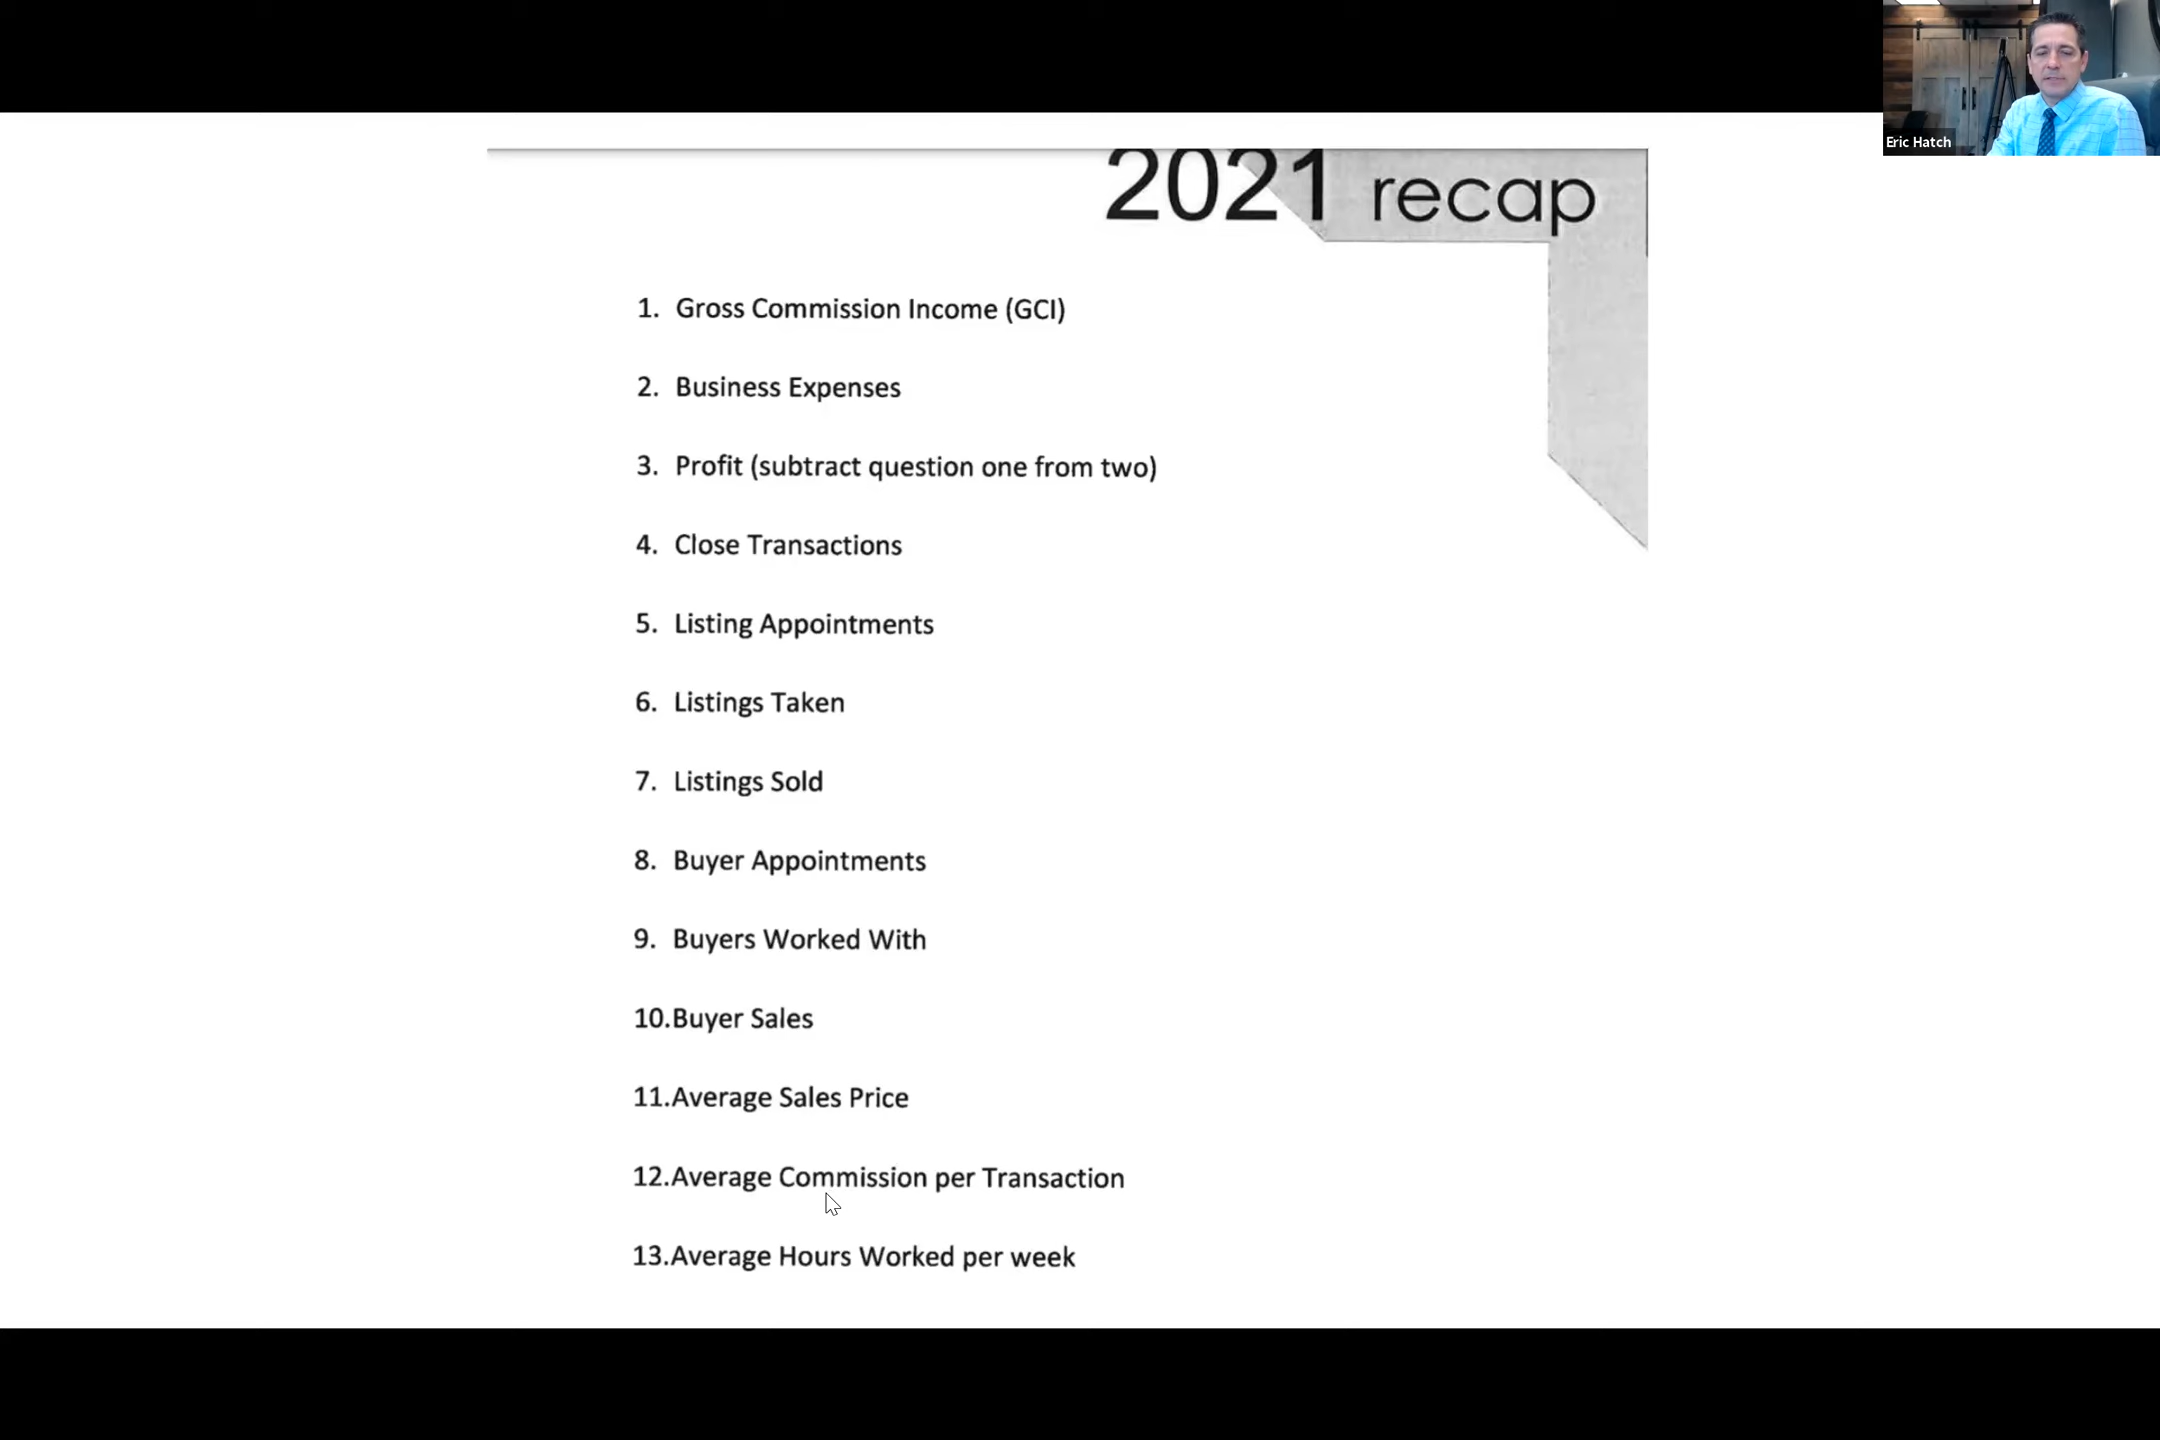 Eric Hatch
2021 recap
1. Gross Commission Income (GCI)
2. Business Expenses
3. Profit (subtract question one from two)
4. Close Transactions
5. Listing Appointments
6. Listings Taken
7. Listings Sold
8. Buyer Appointments
9. Buyers Worked With
10.Buyer Sales
11.Average Sales Price
12.Average Commission per Transaction
13.Average Hours Worked per week